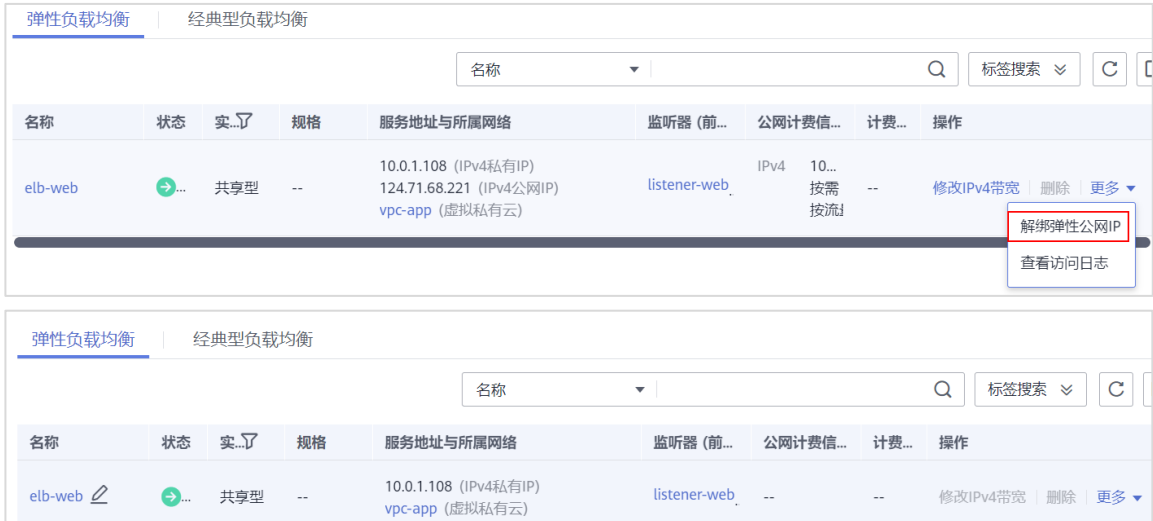 弹性负载均衡 经典型负载均衡
名称 标签搜索
名称 状态 实... 规格 服务地址与所属网络 监听器 (前... 公网计费信... 计费... 操作
10.0.1.108 (IPv4私有IP) IPv4 10...
elb-web ... 共享型 -- 124.71.68.221 (IPv4公网IP) listener-web 按需 -- 修改IPv4带宽 删除 更多
vpc-app (虚拟私有云) 按流
解绑弹性公网IP
查看访问日志
弹性负载均衡 经典型负载均衡
名称 标签搜索
名称 状态 实... 规格 服务地址与所属网络 监听器 (前... 公网计费信... 计费... 操作
10.0.1.108 (IPv4私有IP)
elb-web ... 共享型 -- listener-web -- -- 修改IPv4带宽 删除 更多
vpc-app (虚拟私有云)